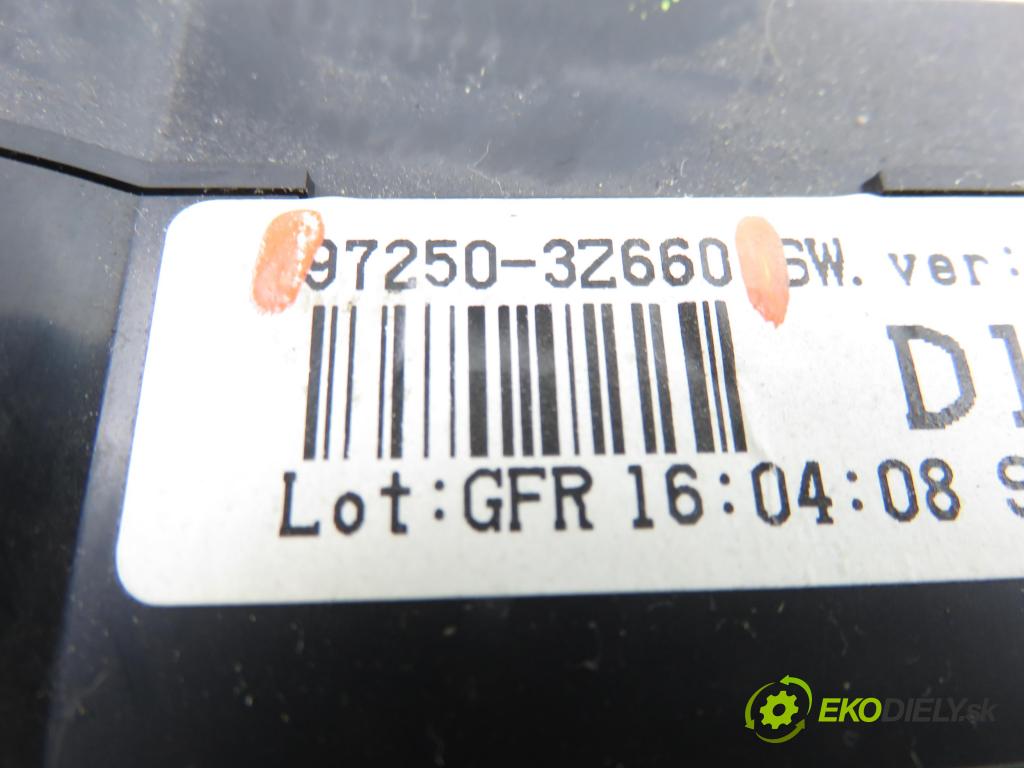 97250-3Z660 SW. ver:
Lot:GFR 16:04:08
EKODIELY.sk